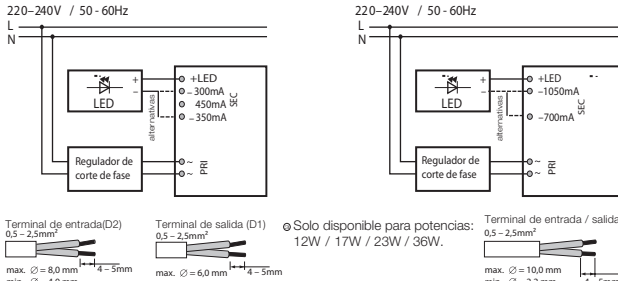 220–240V / 50 - 60Hz
L
N
+
–
LED
alternativas
+LED
– 300mA
450mA
– 350mA
SEC
Regulador de
corte de fase
~
~
PRI
220–240V / 50 - 60Hz
L
N
+
–
LED
alternativas
+LED
–1050mA
–700mA
SEC
Regulador de
corte de fase
~
~
PRI
Terminal de entrada(D2)
0,5 – 2,5mm²
4 – 5mm
max. ∅ = 8,0 mm
Terminal de salida (D1)
0,5 – 2,5mm²
4 – 5mm
max. ∅ = 6,0 mm
Solo disponible para potencias:
12W / 17W / 23W / 36W.
Terminal de entrada / salida
0,5 – 2,5mm²
max. ∅ = 10,0 mm